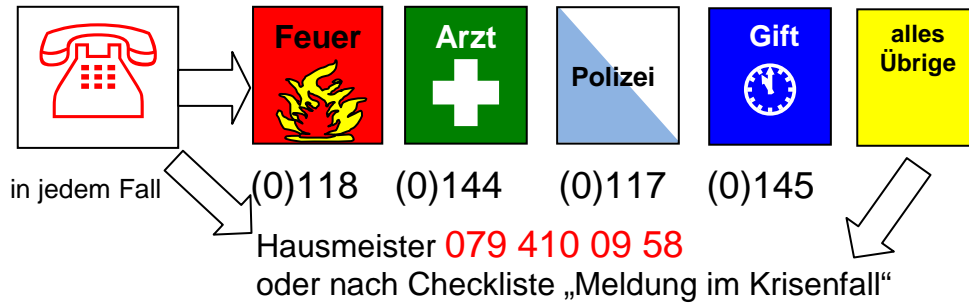 Feuer
Arzt
Polizei
Gift
alles
Übrige
in jedem Fall
(0)118 (0)144 (0)117 (0)145
Hausmeister 079 410 09 58
oder nach Checkliste „Meldung im Krisenfall“